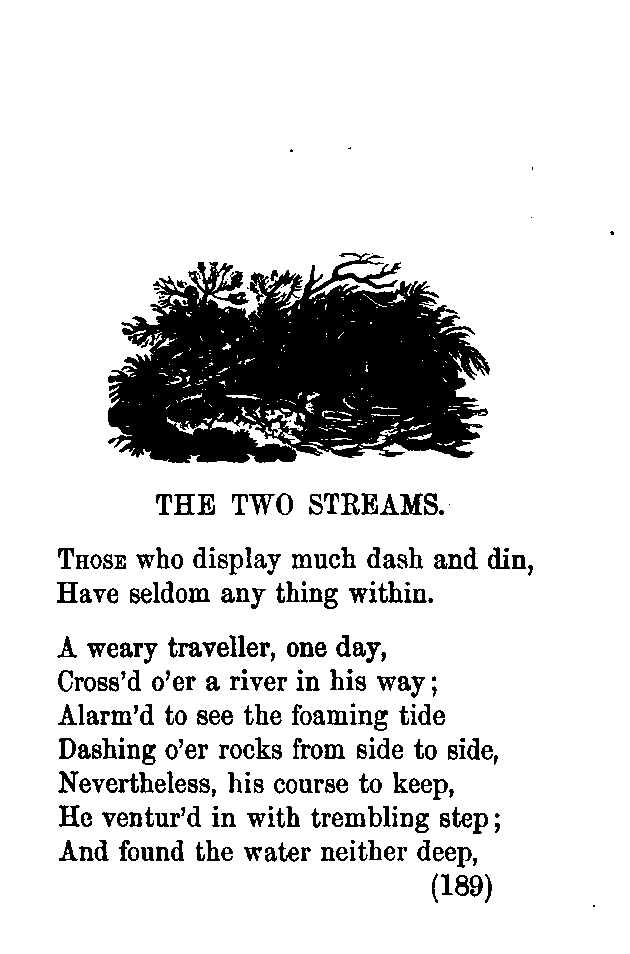 THE TWO STREAMS.
THOSE who display much dash and din,
Have seldom any thing within.
A weary traveller, one day,
Cross'd o'er a river in his way;
Alarm'd to see the foaming tide
Dashing o'er rocks from side to side,
Nevertheless, his course to keep,
He ventur'd in with trembling step;
And found the water neither deep,
(189)